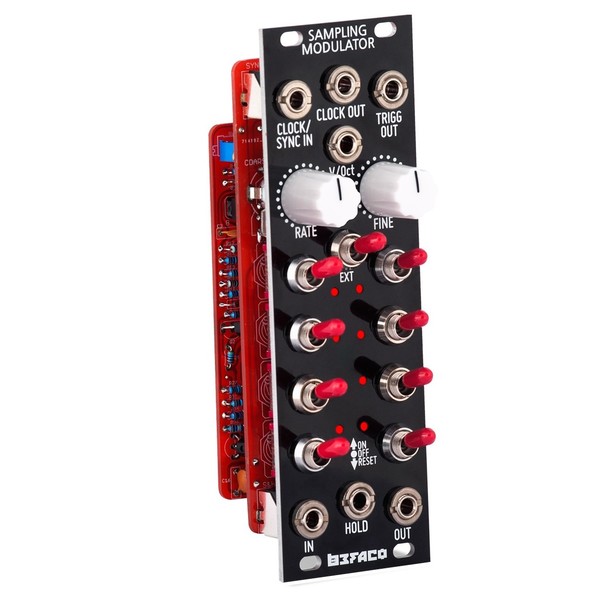 SAMPLING
MODULATOR
CLOCK/
SYNC IN
CLOCK OUT
TRIGG
OUT
V/Oct
RATE
FINE
EXT
ON
OFF
RESET
IN
HOLD
OUT
B3FACO